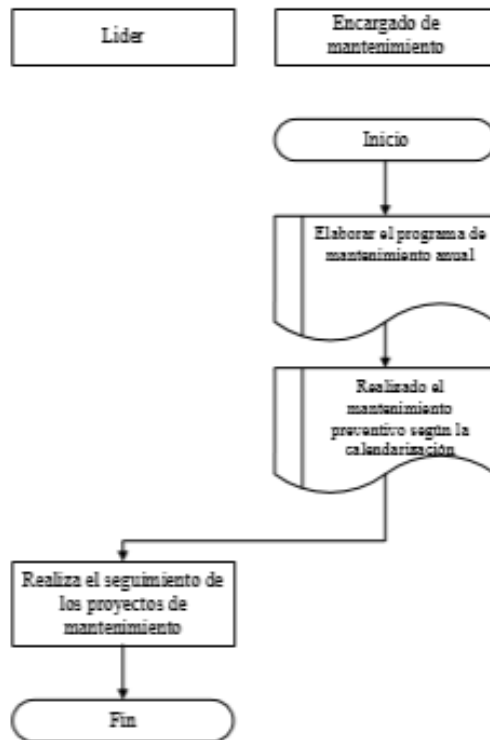 Lider
Encargado de
mantenimiento
Inicio
Elaborar el programa de
mantenimiento anual
Realizado el
mantenimiento
preventivo según la
calendarización
Realiza el seguimiento de
los proyectos de
mantenimiento
Fin